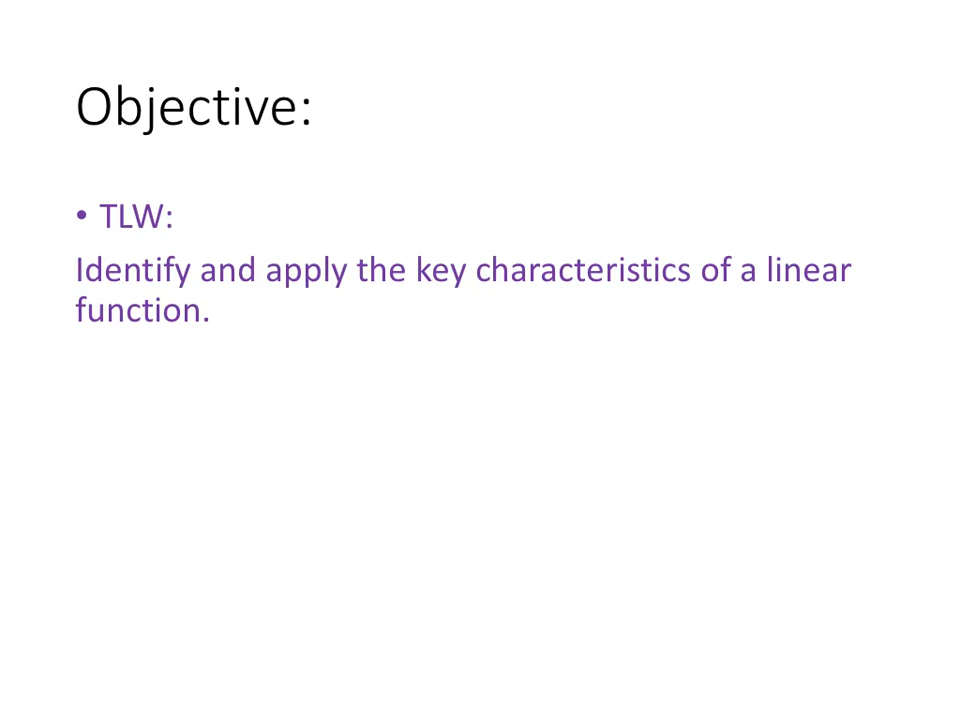 Objective:
• TLW:
Identify and apply the key characteristics of a linear
function.